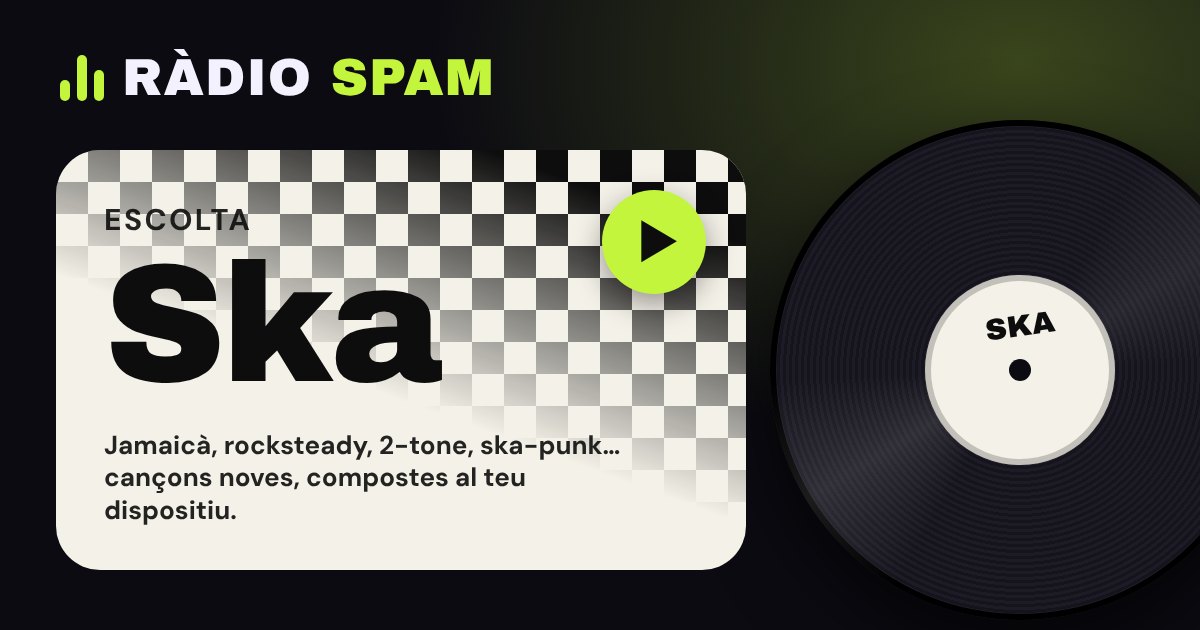 RÀDIO SPAM
ESCOLTA
Ska
Jamaicà, rocksteady, 2-tone, ska-punk...
cançons noves, compostes al teu
dispositiu.
SKA